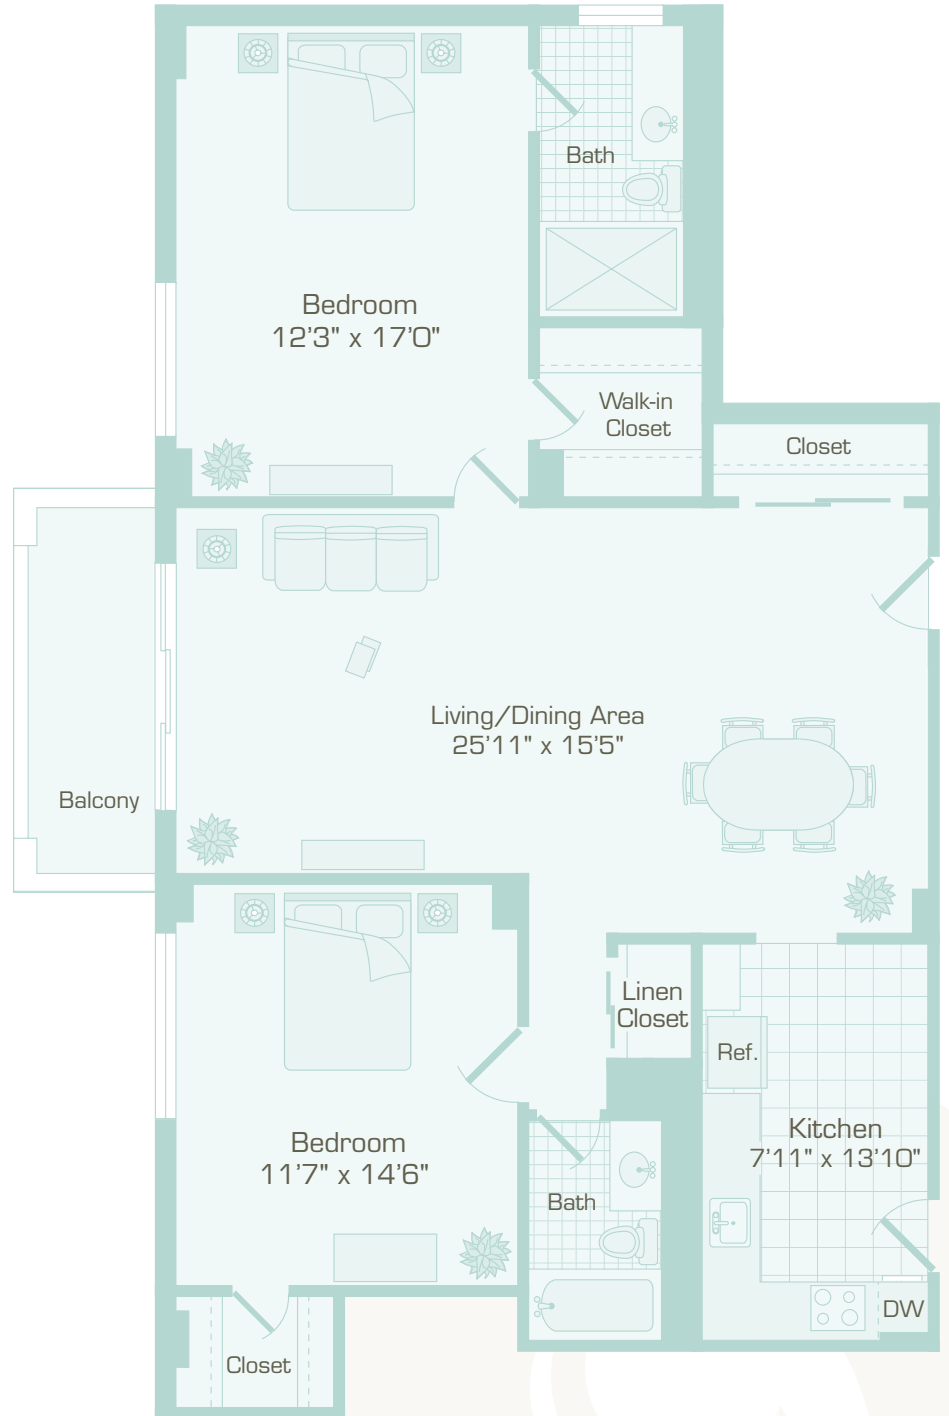 Bath
Bedroom
12'3" x 17'0"
Walk-in
Closet
Closet
Living/Dining Area
25'11" x 15'5"
Balcony
Linen
Closet
Ref.
Kitchen
7'11" x 13'10"
Bedroom
11'7" x 14'6"
Bath
DW
Closet